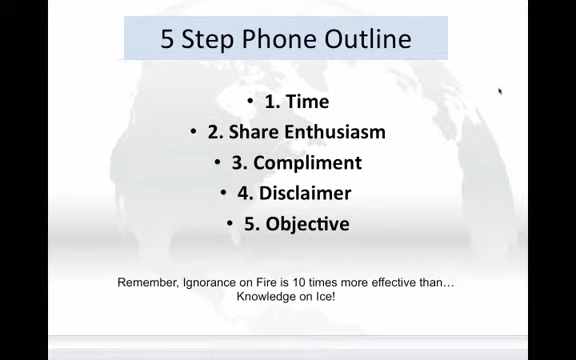 5 Step Phone Outline
• 1. Time
• 2. Share Enthusiasm
• 3. Compliment
• 4. Disclaimer
• 5. Objective
Remember, Ignorance on Fire is 10 times more effective than…
Knowledge on Ice!